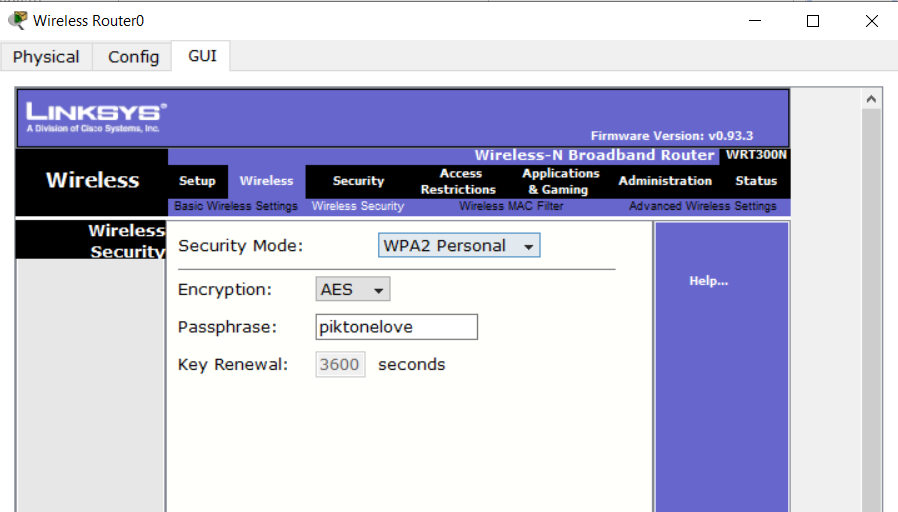 Wireless Router0
Physical Config GUI
LINKSYS®
A Division of Cisco Systems, Inc.
Firmware Version: v0.93.3
Wireless-N Broadband Router WRT300N
Wireless
Setup Wireless Security Access Restrictions Applications & Gaming Administration Status
Basic Wireless Settings Wireless Security Wireless MAC Filter Advanced Wireless Settings
Wireless
Security
Security Mode: WPA2 Personal
Help...
Encryption: AES
Passphrase: piktonelove
Key Renewal: 3600 seconds